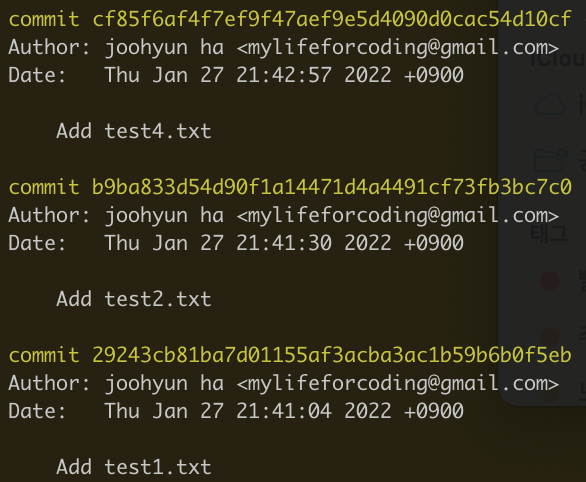 commit cf85f6af4f7ef9f47aef9e5d4090d0cac54d10cf
Author: joohyun ha <mylifeforcoding@gmail.com>
Date:   Thu Jan 27 21:42:57 2022 +0900
Add test4.txt
commit b9ba833d54d90f1a14471d4a4491cf73fb3bc7c0
Author: joohyun ha <mylifeforcoding@gmail.com>
Date:   Thu Jan 27 21:41:30 2022 +0900
Add test2.txt
commit 29243cb81ba7d01155af3acba3ac1b59b6b0f5eb
Author: joohyun ha <mylifeforcoding@gmail.com>
Date:   Thu Jan 27 21:41:04 2022 +0900
Add test1.txt
iClou
태그